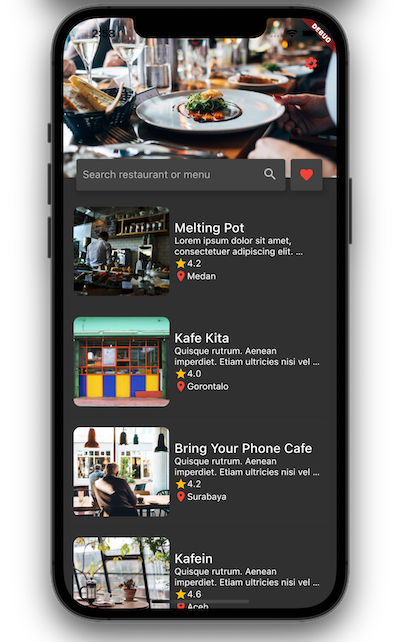 DEBUG
Search restaurant or menu
Melting Pot
Lorem ipsum dolor sit amet,
consectetuer adipiscing elit. ...
4.2
Medan
Kafe Kita
Quisque rutrum. Aenean
imperdiet. Etiam ultricies nisi vel ...
4.0
Gorontalo
Bring Your Phone Cafe
Quisque rutrum. Aenean
imperdiet. Etiam ultricies nisi vel ...
4.2
Surabaya
Kafein
Quisque rutrum. Aenean
imperdiet. Etiam ultricies nisi vel ...
4.6
Aceh